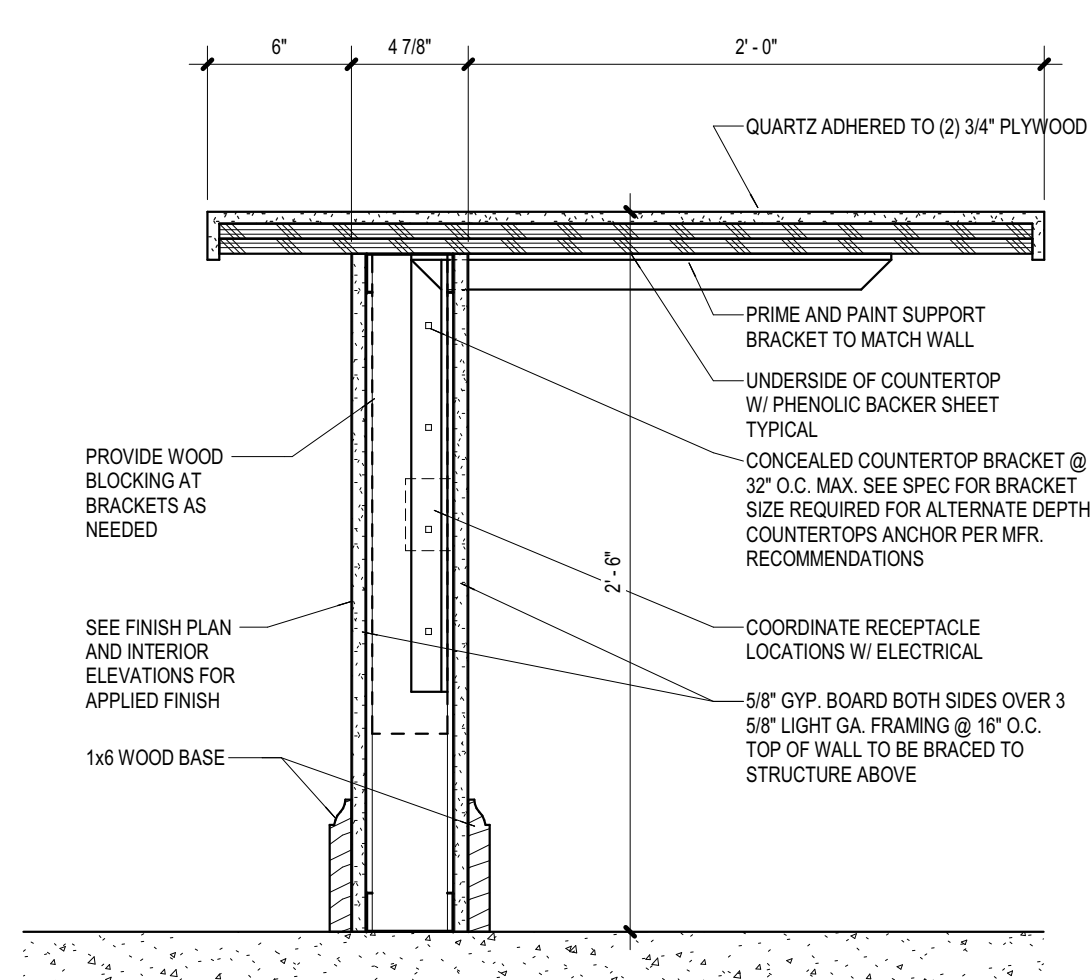 6"
4 7/8"
2' - 0"
QUARTZ ADHERED TO (2) 3/4" PLYWOOD
PRIME AND PAINT SUPPORT
BRACKET TO MATCH WALL
UNDERSIDE OF COUNTERTOP
W/ PHENOLIC BACKER SHEET
TYPICAL
CONCEALED COUNTERTOP BRACKET @
32" O.C. MAX. SEE SPEC FOR BRACKET
SIZE REQUIRED FOR ALTERNATE DEPTH
COUNTERTOPS ANCHOR PER MFR.
RECOMMENDATIONS
2' - 6"
COORDINATE RECEPTACLE
LOCATIONS W/ ELECTRICAL
5/8" GYP. BOARD BOTH SIDES OVER 3
5/8" LIGHT GA. FRAMING @ 16" O.C.
TOP OF WALL TO BE BRACED TO
STRUCTURE ABOVE
PROVIDE WOOD
BLOCKING AT
BRACKETS AS
NEEDED
SEE FINISH PLAN
AND INTERIOR
ELEVATIONS FOR
APPLIED FINISH
1x6 WOOD BASE